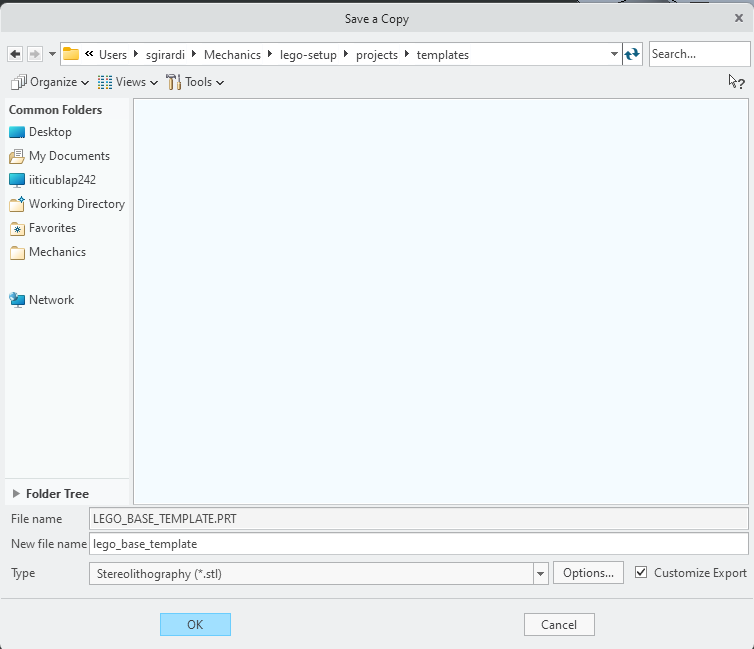 Save a Copy
« Users sgirardi Mechanics lego-setup projects templates Search...
Organize Views Tools
Common Folders
Desktop
My Documents
iiticublap242
Working Directory
Favorites
Mechanics
Network
Folder Tree
File name LEGO_BASE_TEMPLATE.PRT
New file name lego_base_template
Type Stereolithography (*.stl) Options... Customize Export
OK Cancel